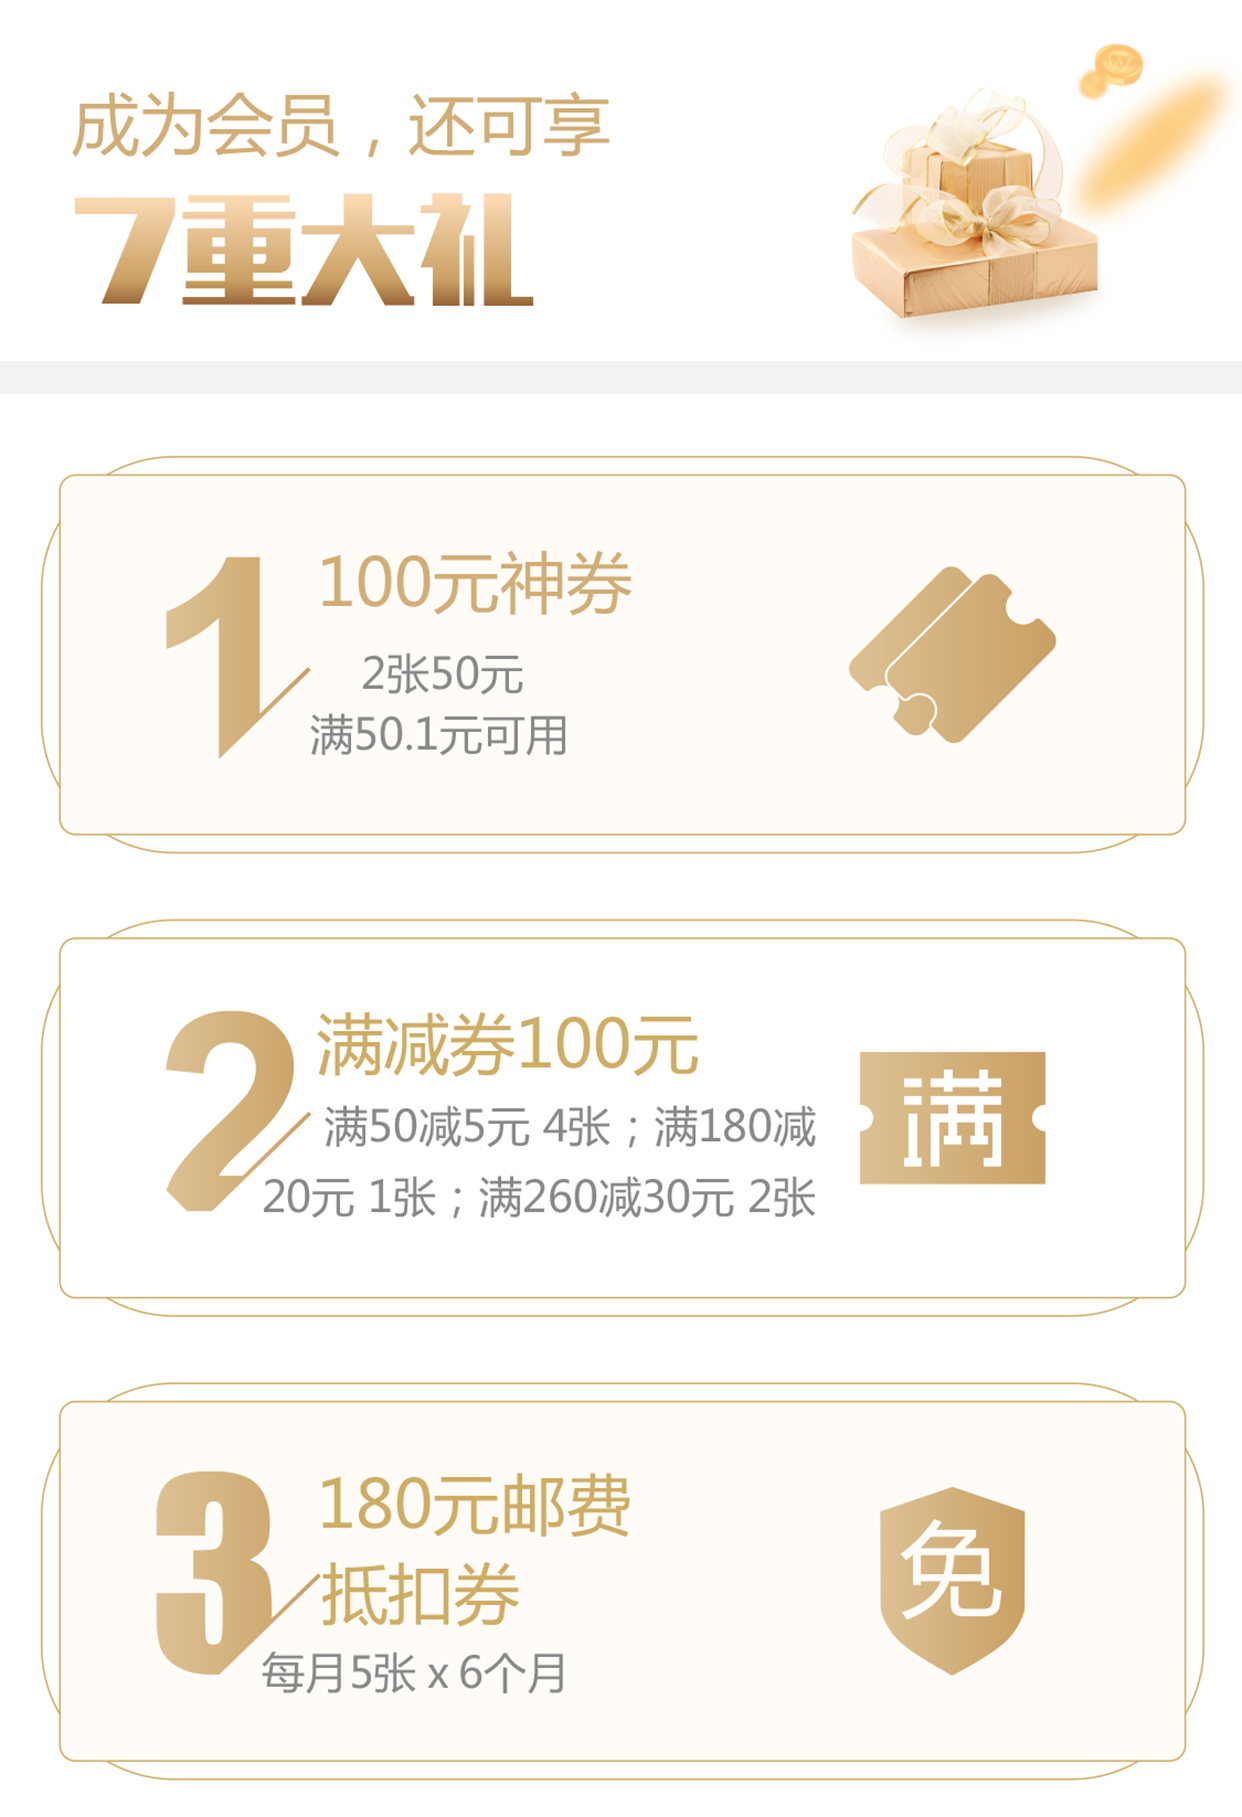 成为会员，还可享
7重大礼
1
100元神券
2张50元
满50.1元可用
2
满减券100元
满50减5元 4张；满180减
20元 1张；满260减30元 2张
满
3
180元邮费
抵扣券
每月5张 x 6个月
免